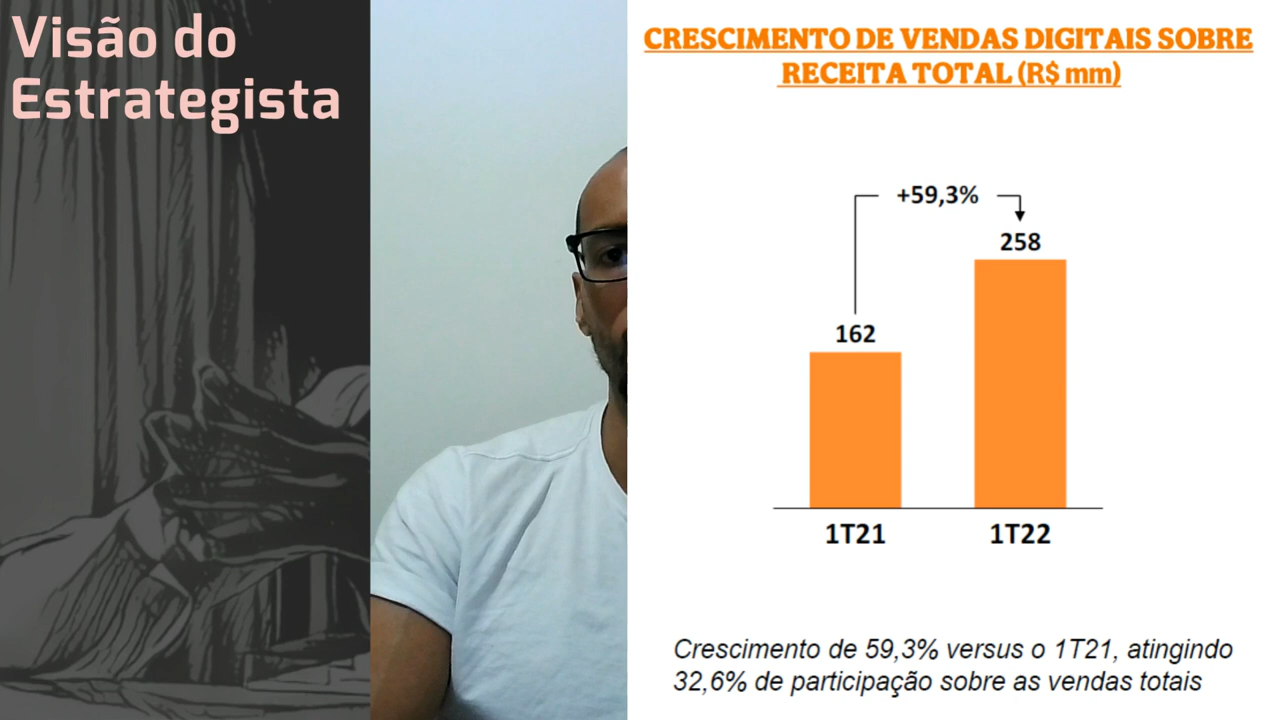 Visão do
Estrategista
CRESCIMENTO DE VENDAS DIGITAIS SOBRE
RECEITA TOTAL (R$ mm)
+59,3%
258
162
1T21
1T22
Crescimento de 59,3% versus o 1T21, atingindo
32,6% de participação sobre as vendas totais